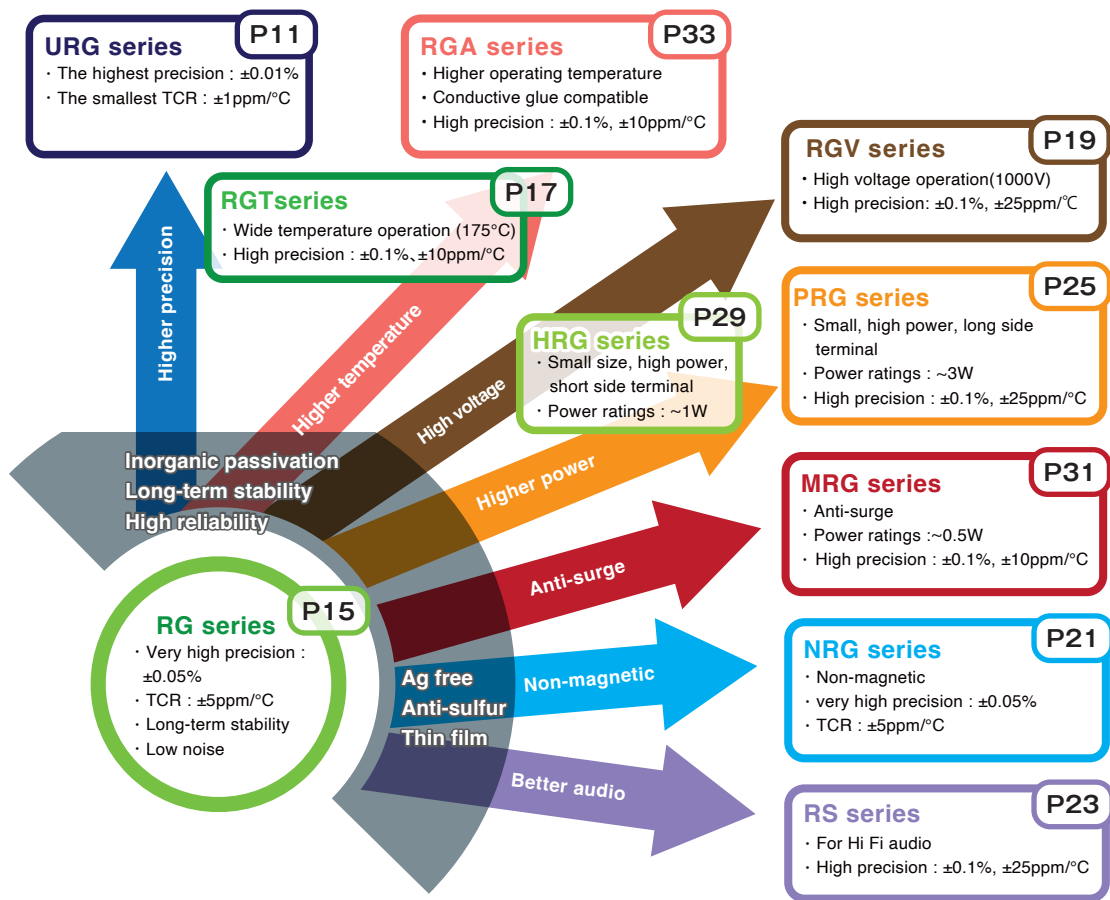 URG series
P11
· The highest precision : ±0.01%
· The smallest TCR : ±1ppm/°C
RGA series
P33
· Higher operating temperature
· Conductive glue compatible
· High precision : ±0.1%, ±10ppm/°C
RGV series
P19
· High voltage operation(1000V)
· High precision: ±0.1%, ±25ppm/℃
RGTseries
P17
· Wide temperature operation (175°C)
· High precision : ±0.1%、±10ppm/°C
PRG series
P25
· Small, high power, long side
terminal
· Power ratings : ~3W
· High precision : ±0.1%, ±25ppm/°C
HRG series
P29
· Small size, high power,
short side terminal
· Power ratings : ~1W
Higher precision
Higher temperature
High voltage
Higher power
Anti-surge
Non-magnetic
Better audio
Inorganic passivation
Long-term stability
High reliability
Ag free
Anti-sulfur
Thin film
MRG series
P31
· Anti-surge
· Power ratings :~0.5W
· High precision : ±0.1%, ±10ppm/°C
RG series
P15
· Very high precision :
±0.05%
· TCR : ±5ppm/°C
· Long-term stability
· Low noise
NRG series
P21
· Non-magnetic
· very high precision : ±0.05%
· TCR : ±5ppm/°C
RS series
P23
· For Hi Fi audio
· High precision : ±0.1%, ±25ppm/°C